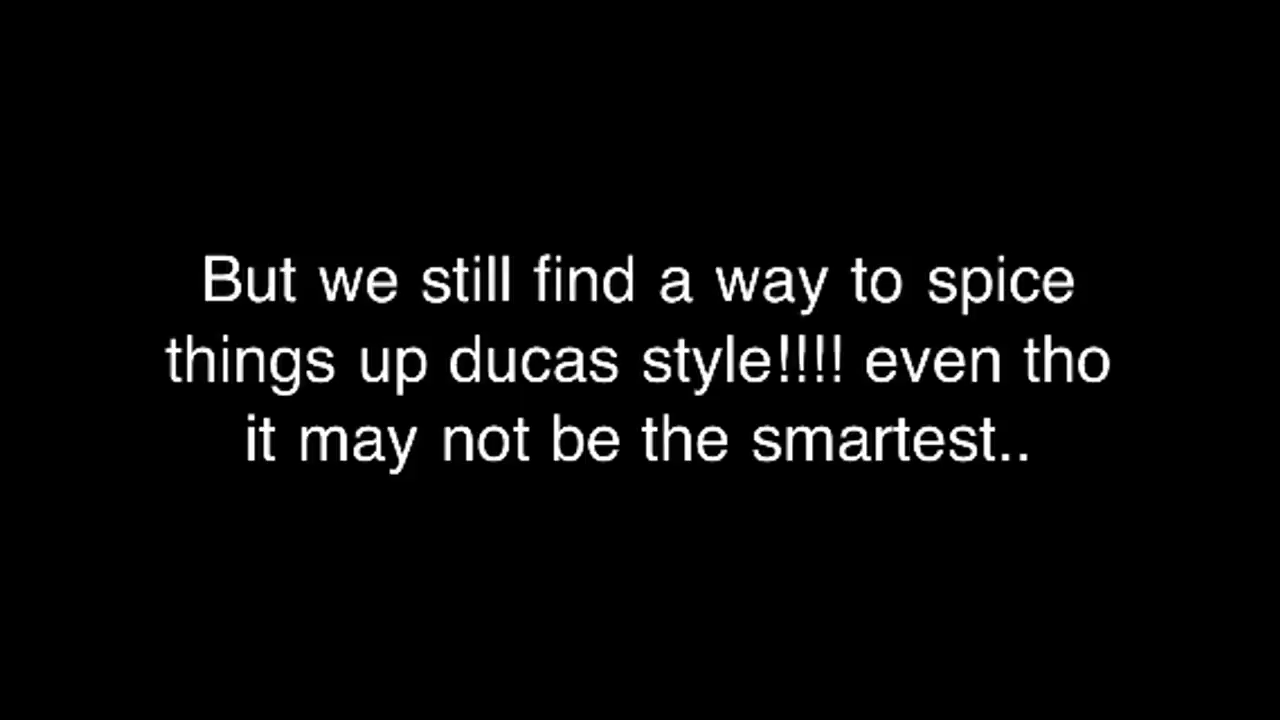 But we still find a way to spice
things up ducas style!!!! even tho
it may not be the smartest..